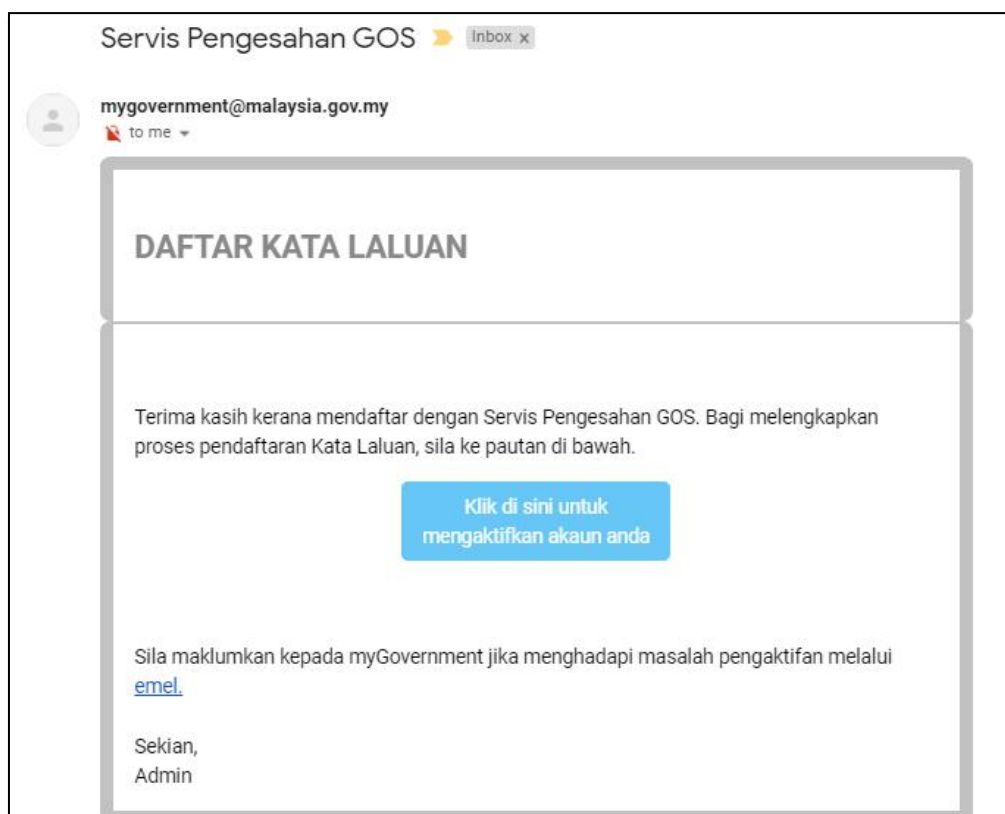 Servis Pengesahan GOS
Inbox x
mygovernment@malaysia.gov.my
to me
DAFTAR KATA LALUAN
Terima kasih kerana mendaftar dengan Servis Pengesahan GOS. Bagi melengkapkan
proses pendaftaran Kata Laluan, sila ke pautan di bawah.
Klik di sini untuk
mengaktifkan akaun anda
Sila maklumkan kepada myGovernment jika menghadapi masalah pengaktifan melalui
emel.
Sekian,
Admin